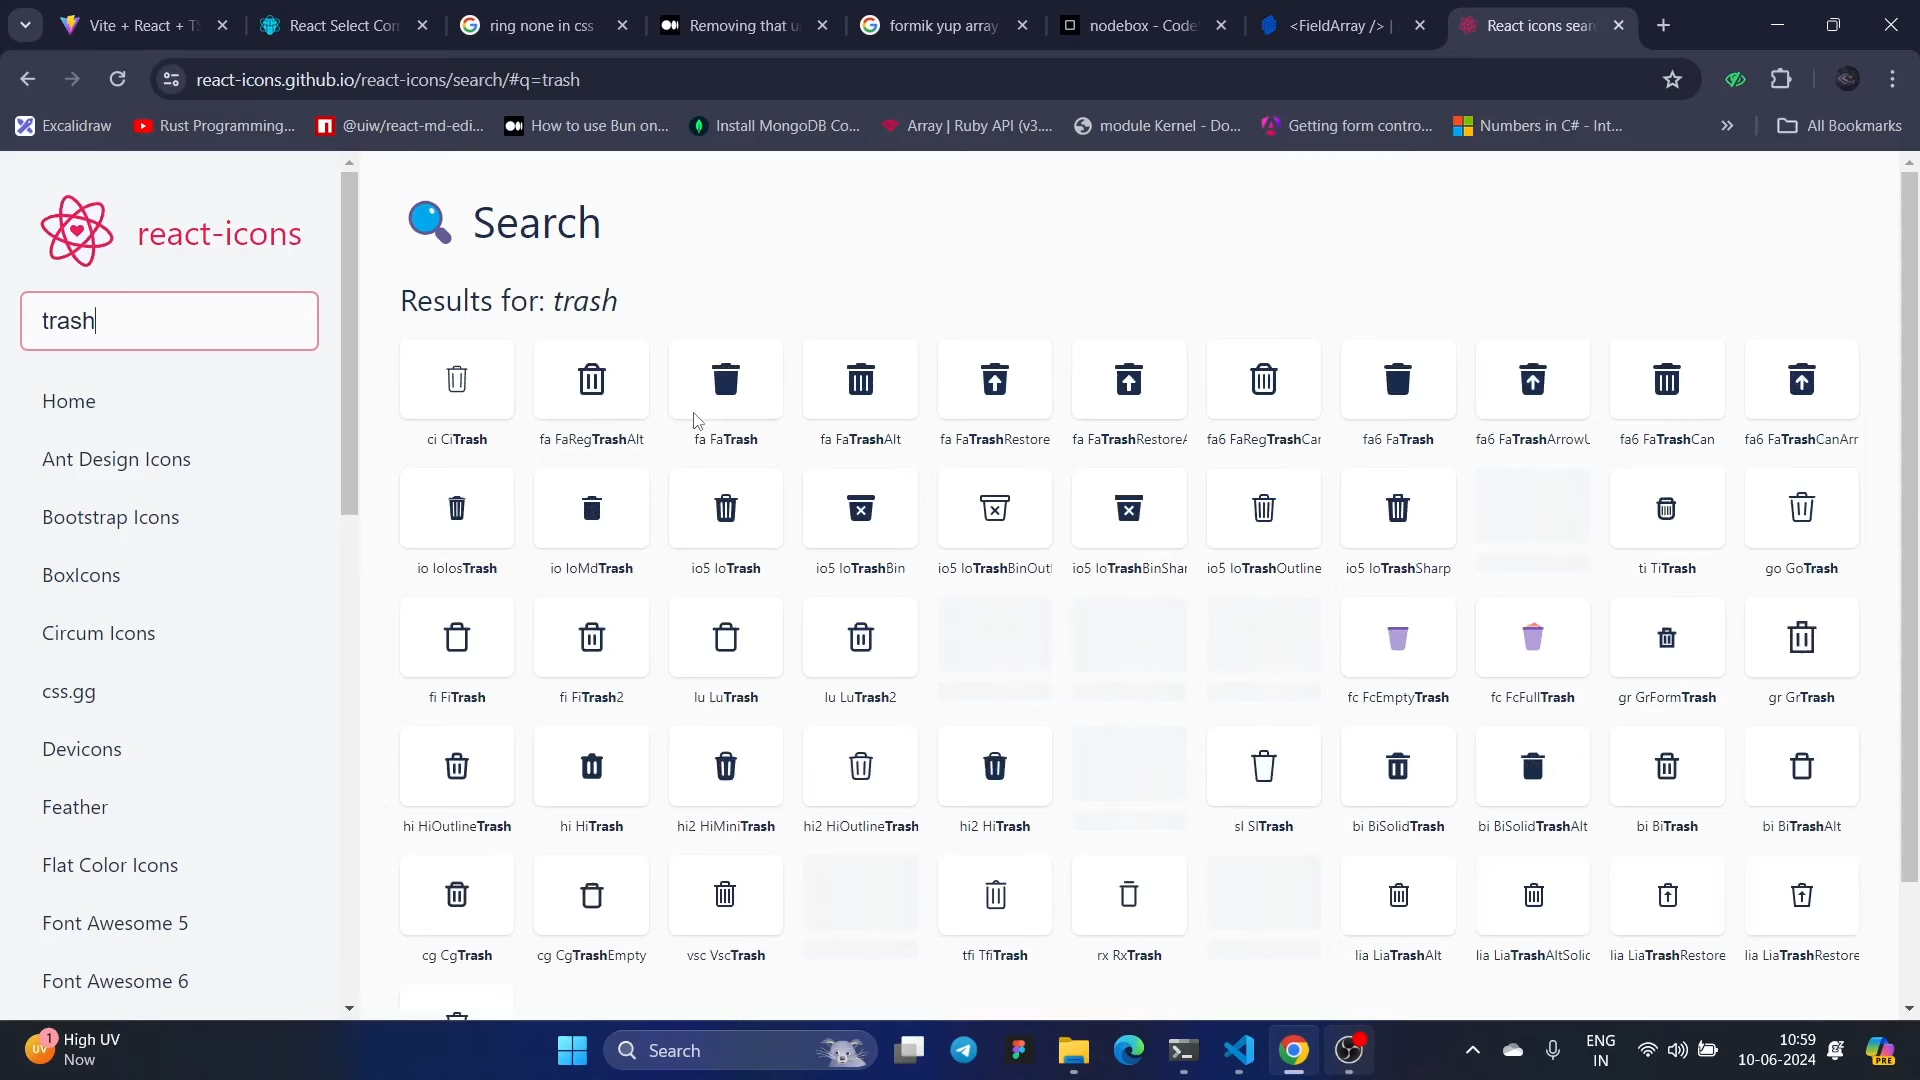 Vite + React + TS
React Select Con
ring none in css
Removing that u
formik yup array
nodebox - Code
<FieldArray /> |
React icons sear
react-icons.github.io/react-icons/search/#q=trash
Excalidraw
Rust Programming...
@uiw/react-md-edi...
How to use Bun on...
Install MongoDB Co...
Array | Ruby API (v3....
module Kernel - Do...
Getting form contro...
Numbers in C# - Int...
All Bookmarks
react-icons
trash
Home
Ant Design Icons
Bootstrap Icons
BoxIcons
Circum Icons
css.gg
Devicons
Feather
Flat Color Icons
Font Awesome 5
Font Awesome 6
Search
Results for: trash
ci CiTrash
fa FaRegTrashAlt
fa FaTrash
fa FaTrashAlt
fa FaTrashRestore
fa FaTrashRestoreA
fa6 FaRegTrashCan
fa6 FaTrash
fa6 FaTrashArrowU
fa6 FaTrashCan
fa6 FaTrashCanArr
io IoIosTrash
io IoMdTrash
io5 IoTrash
io5 IoTrashBin
io5 IoTrashBinOutl
io5 IoTrashBinShar
io5 IoTrashOutline
io5 IoTrashSharp
ti TiTrash
go GoTrash
fi FiTrash
fi FiTrash2
lu LuTrash
lu LuTrash2
fc FcEmptyTrash
fc FcFullTrash
gr GrFormTrash
gr GrTrash
hi HiOutlineTrash
hi HiTrash
hi2 HiMiniTrash
hi2 HiOutlineTrash
hi2 HiTrash
sl SlTrash
bi BiSolidTrash
bi BiSolidTrashAlt
bi BiTrash
bi BiTrashAlt
cg CgTrash
cg CgTrashEmpty
vsc VscTrash
tfi TfiTrash
rx RxTrash
lia LiaTrashAlt
lia LiaTrashAltSolid
lia LiaTrashRestore
lia LiaTrashRestore
UV
1
High UV
Now
Search
ENG
IN
10:59
10-06-2024
PRE